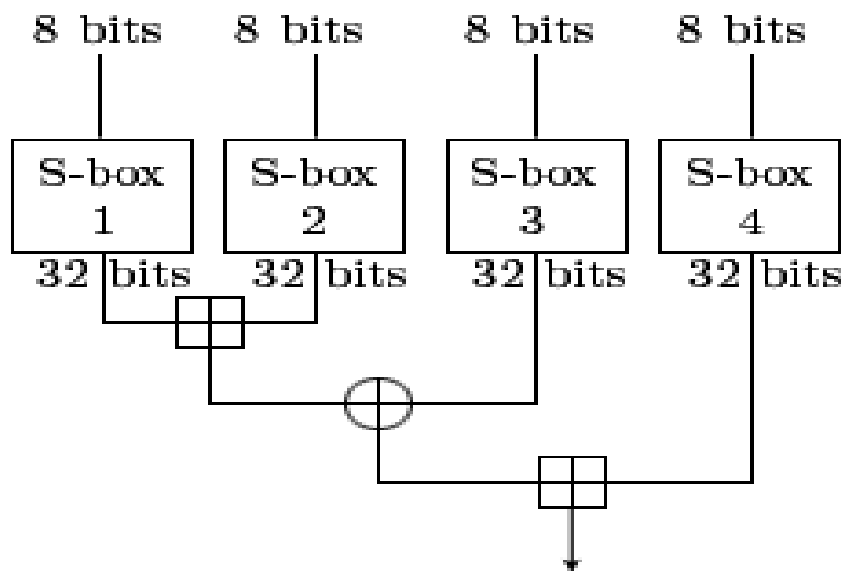 8 bits 8 bits 8 bits 8 bits
S-box S-box S-box S-box
1 2 3 4
32 bits 32 bits 32 bits 32 bits